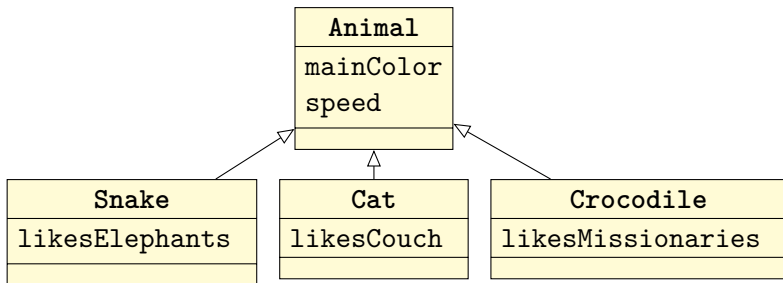 Animal
mainColor
speed
Snake
likesElephants
Cat
likesCouch
Crocodile
likesMissionaries